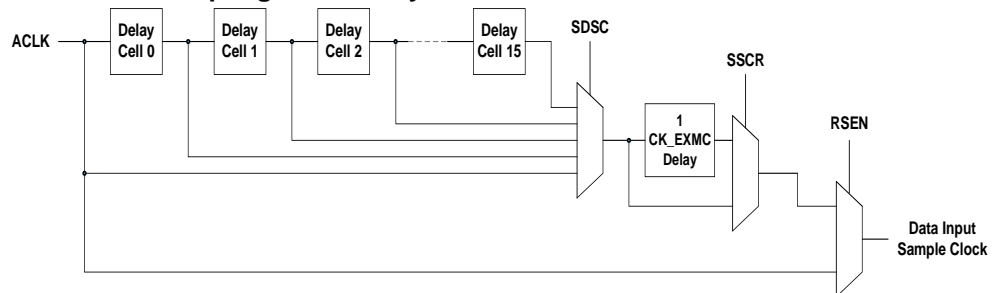 ACLK
Delay
Cell 0
Delay
Cell 1
Delay
Cell 2
Delay
Cell 15
SDSC
1
CK_EXMC
Delay
SSCR
RSEN
Data Input
Sample Clock